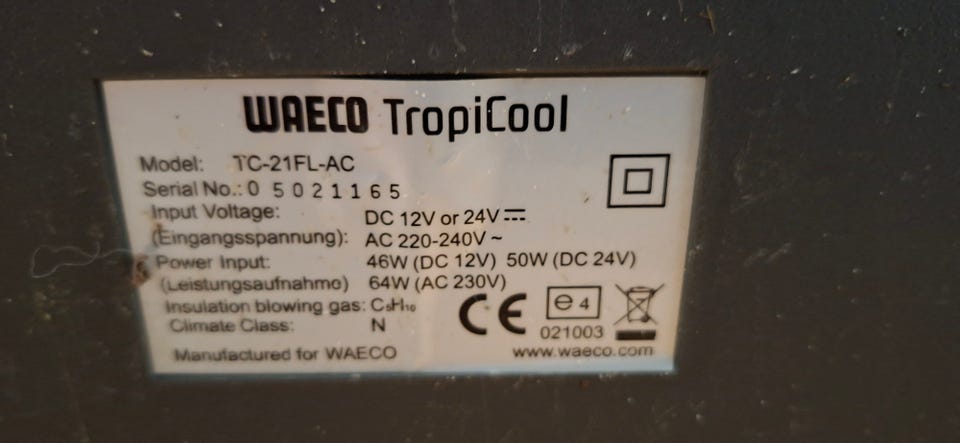 WAECO TropiCool
Model: TC-21FL-AC
Serial No.: 0 5021165
Input Voltage: DC 12V or 24V
(Eingangsspannung): AC 220-240V ~
Power Input: 46W (DC 12V) 50W (DC 24V)
(Leistungsaufnahme) 64W (AC 230V)
Insulation blowing gas: C₅H₁₀
Climate Class: N
CE
e4
021003
Manufactured for WAECO
www.waeco.com